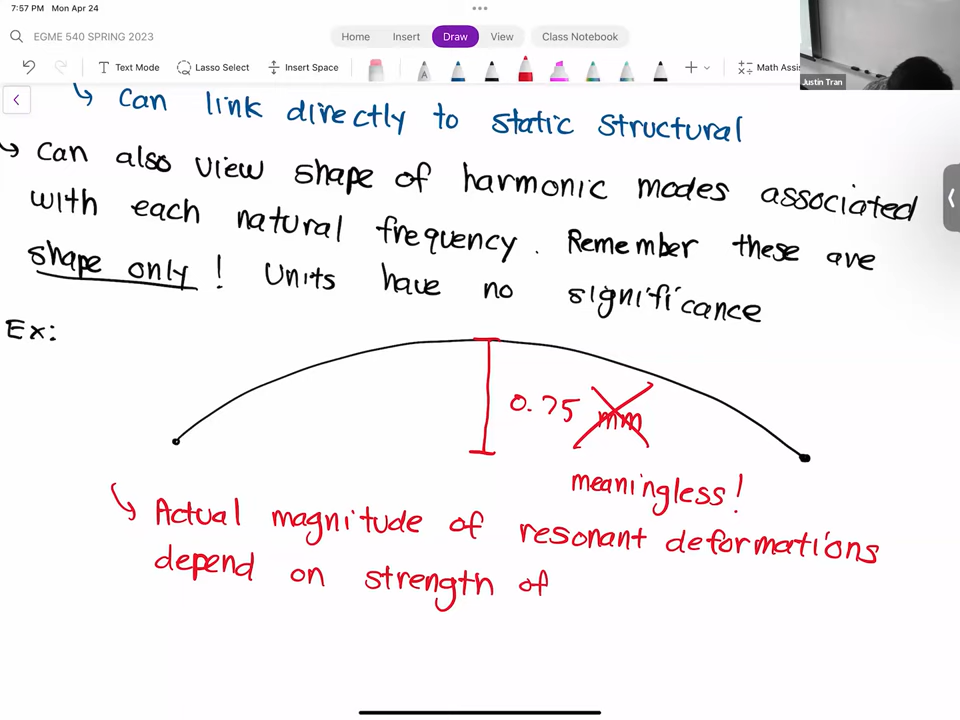 7:57 PM Mon Apr 24
EGME 540 SPRING 2023
Home Insert Draw View Class Notebook
Text Mode Lasso Select Insert Space Math Assis
Justin Tran
↳ Can link directly to static structural
↳ Can also view shape of harmonic modes associated
with each natural frequency. Remember these are
shape only! Units have no significance
Ex:
0.75 mm
meaningless!
↳ Actual magnitude of resonant deformations
depend on strength of